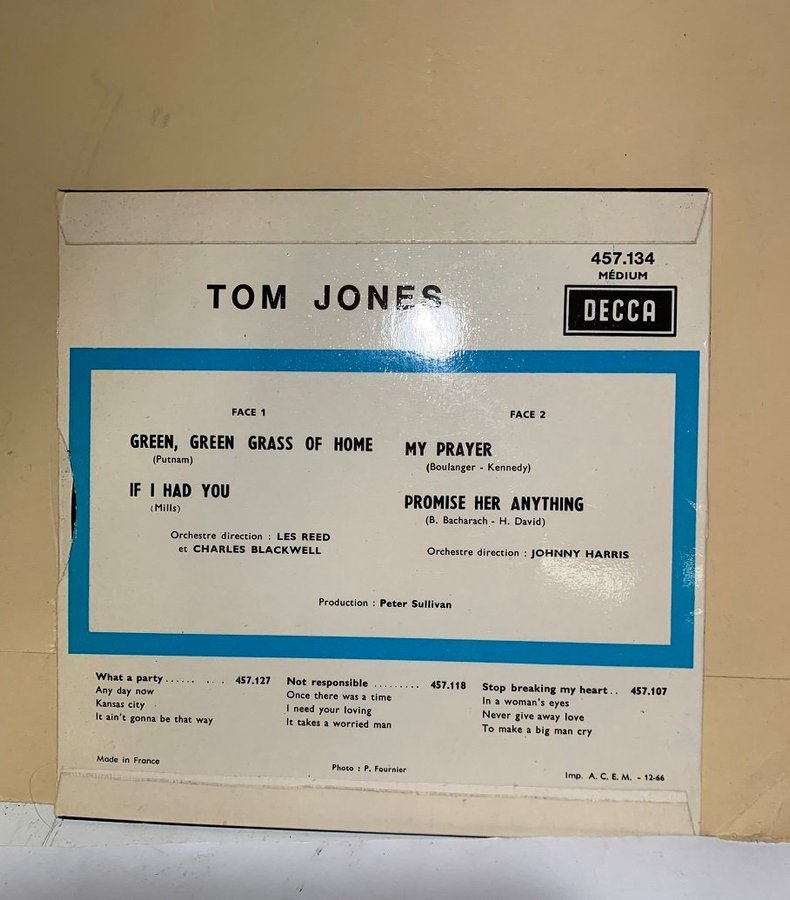 457.134
MÉDIUM
TOM JONES
DECCA
FACE 1
GREEN, GREEN GRASS OF HOME
(Putnam)
IF I HAD YOU
(Mills)
Orchestre direction : LES REED
et CHARLES BLACKWELL
FACE 2
MY PRAYER
(Boulanger - Kennedy)
PROMISE HER ANYTHING
(B. Bacharach - H. David)
Orchestre direction : JOHNNY HARRIS
Production : Peter Sullivan
What a party...... . . . 457.127
Any day now
Kansas city
It ain't gonna be that way
Not responsible ......... 457.118
Once there was a time
I need your loving
It takes a worried man
Stop breaking my heart.. 457.107
In a woman's eyes
Never give away love
To make a big man cry
Made in France
Photo : P. Fournier
Imp. A. C. E. M. - 12-66